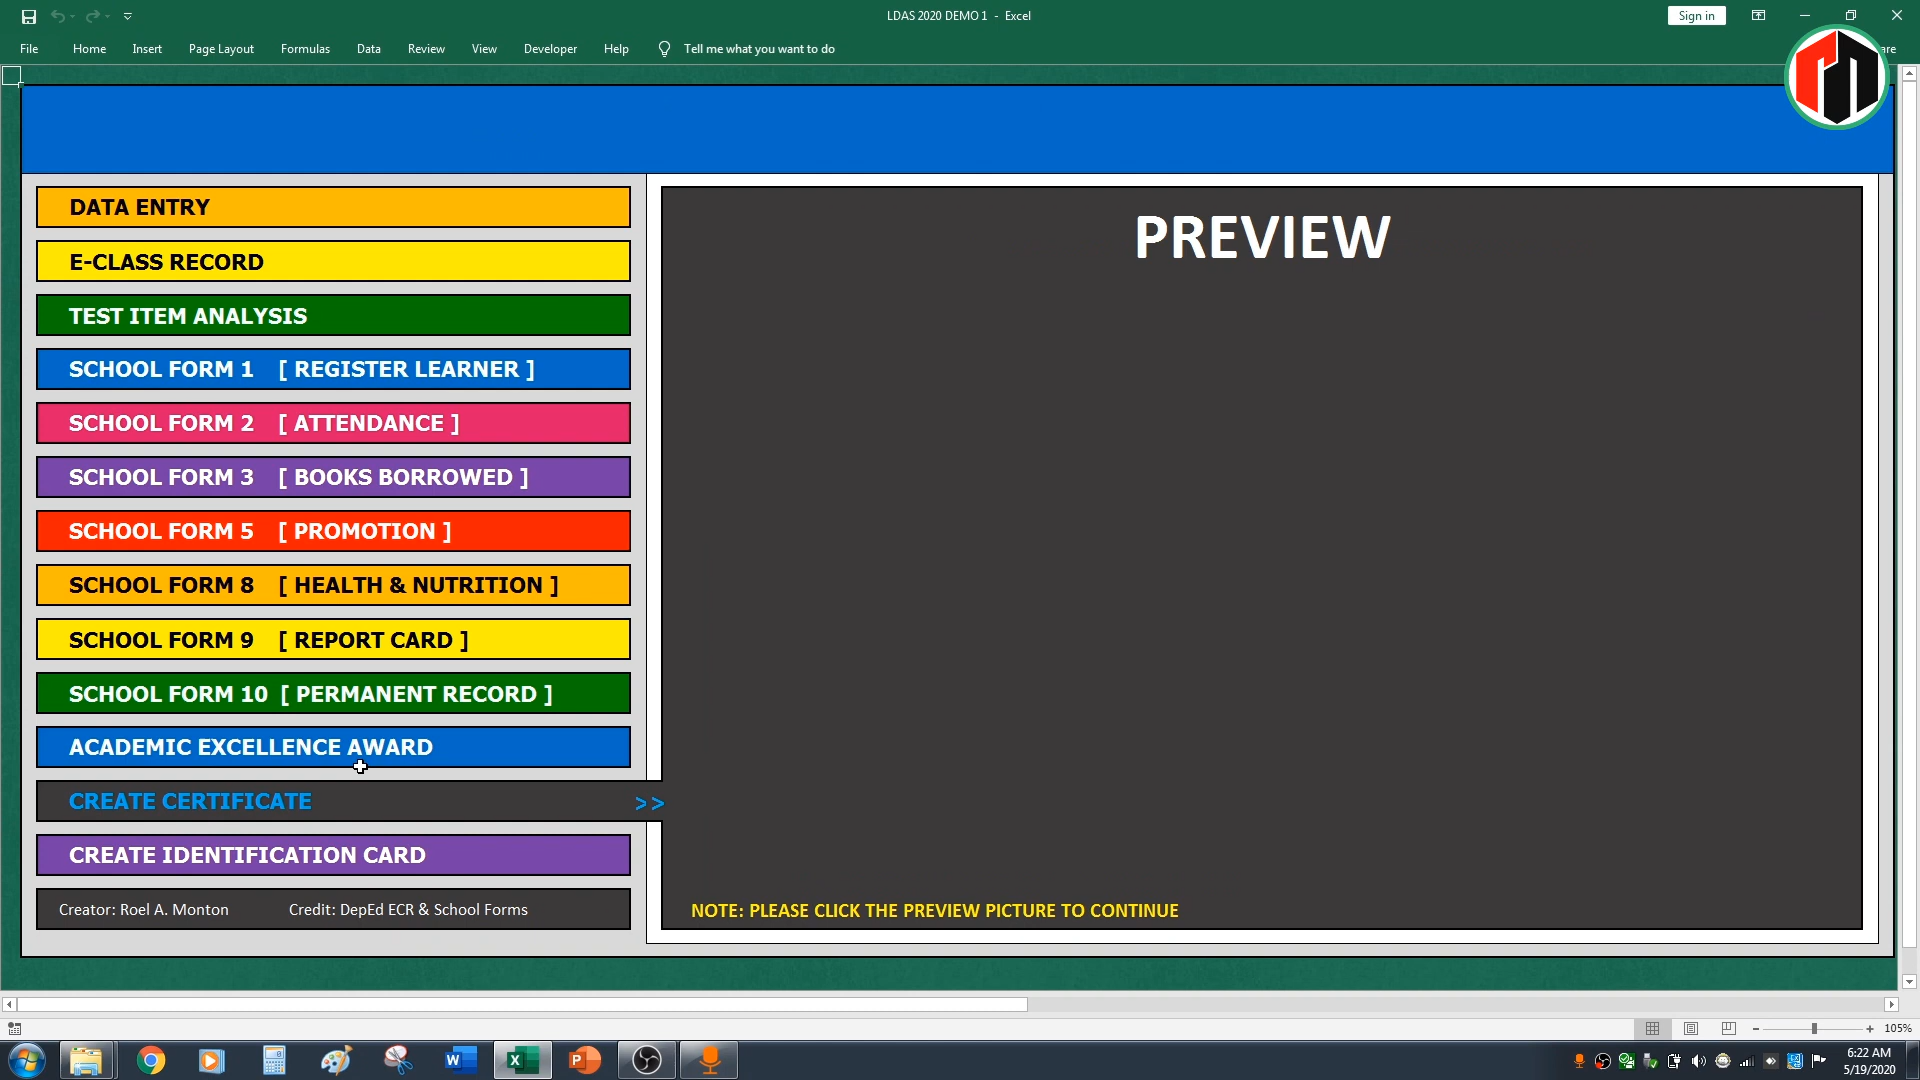 LDAS 2020 DEMO 1 - Excel
Sign in
File Home Insert Page Layout Formulas Data Review View Developer Help Tell me what you want to do
are
DATA ENTRY
PREVIEW
E-CLASS RECORD
TEST ITEM ANALYSIS
SCHOOL FORM 1 [ REGISTER LEARNER ]
SCHOOL FORM 2 [ ATTENDANCE ]
SCHOOL FORM 3 [ BOOKS BORROWED ]
SCHOOL FORM 5 [ PROMOTION ]
SCHOOL FORM 8 [ HEALTH & NUTRITION ]
SCHOOL FORM 9 [ REPORT CARD ]
SCHOOL FORM 10 [ PERMANENT RECORD ]
ACADEMIC EXCELLENCE AWARD
CREATE CERTIFICATE >>
CREATE IDENTIFICATION CARD
Creator: Roel A. Monton Credit: DepEd ECR & School Forms
NOTE: PLEASE CLICK THE PREVIEW PICTURE TO CONTINUE
105%
6:22 AM
5/19/2020